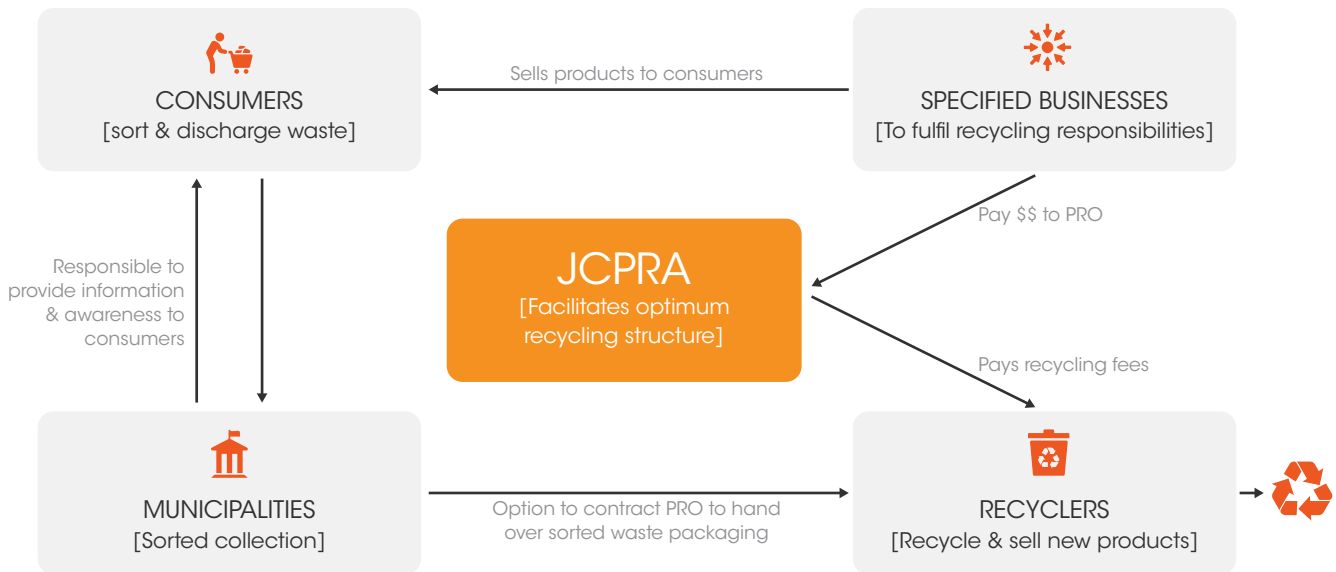 CONSUMERS
[sort & discharge waste]
Sells products to consumers
SPECIFIED BUSINESSES
[To fulfil recycling responsibilities]
Pay $$ to PRO
Responsible to
provide information
& awareness to
consumers
JCPRA
[Facilitates optimum
recycling structure]
Pays recycling fees
MUNICIPALITIES
[Sorted collection]
Option to contract PRO to hand
over sorted waste packaging
RECYCLERS
[Recycle & sell new products]